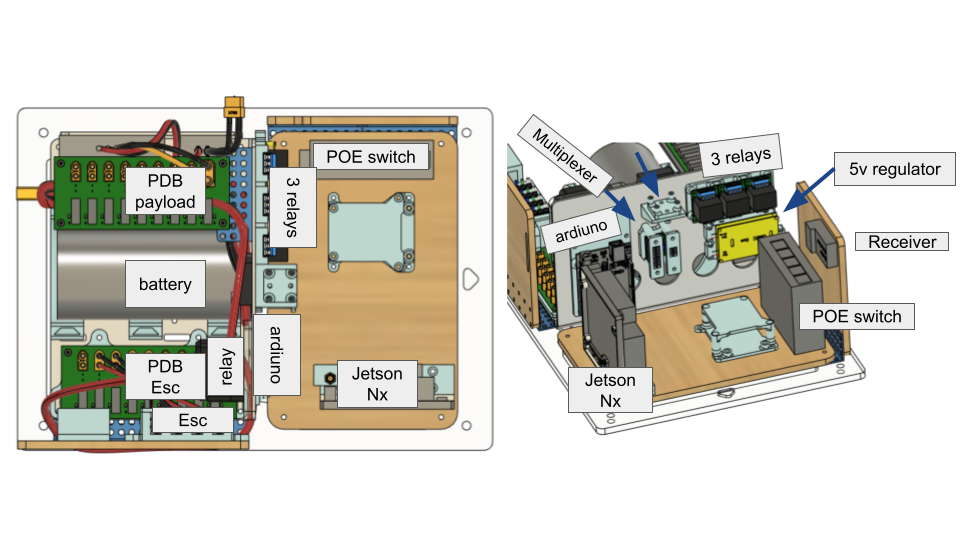 PDB
payload
battery
PDB
Esc
relay
Esc
3 relays
ardiuno
POE switch
Jetson
Nx
Multiplexer
ardiuno
3 relays
5v regulator
Receiver
POE switch
Jetson
Nx